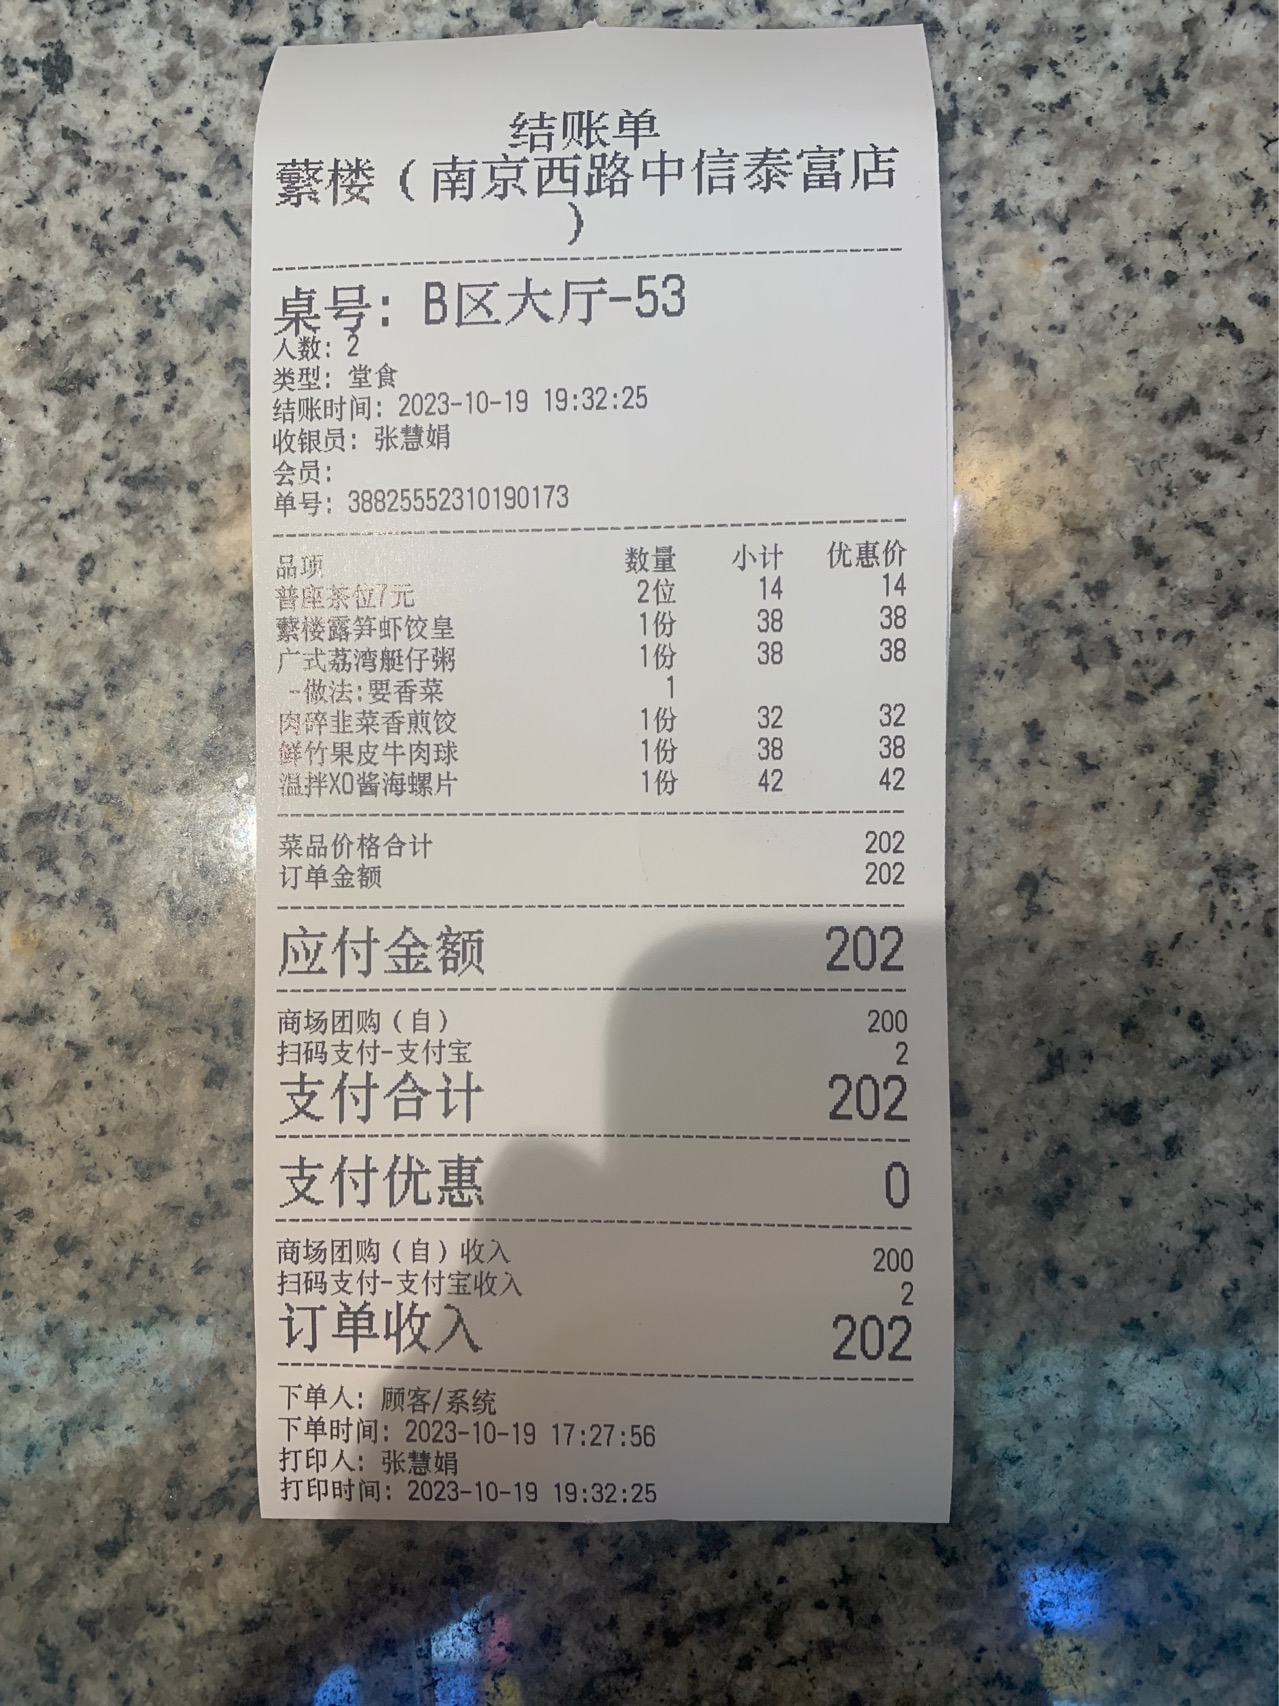 结账单
蘩楼（南京西路中信泰富店
）
桌号: B区大厅-53
人数: 2
类型: 堂食
结账时间: 2023-10-19 19:32:25
收银员: 张慧娟
会员:
单号: 38825552310190173
品项 数量 小计 优惠价
普座茶位7元 2位 14 14
蘩楼露笋虾饺皇 1份 38 38
广式荔湾艇仔粥 1份 38 38
-做法:要香菜 1
肉碎韭菜香煎饺 1份 32 32
鲜竹果皮牛肉球 1份 38 38
温拌XO酱海螺片 1份 42 42
菜品价格合计 202
订单金额 202
应付金额 202
商场团购（自） 200
扫码支付-支付宝 2
支付合计 202
支付优惠 0
商场团购（自）收入 200
扫码支付-支付宝收入 2
订单收入 202
下单人: 顾客/系统
下单时间: 2023-10-19 17:27:56
打印人: 张慧娟
打印时间: 2023-10-19 19:32:25